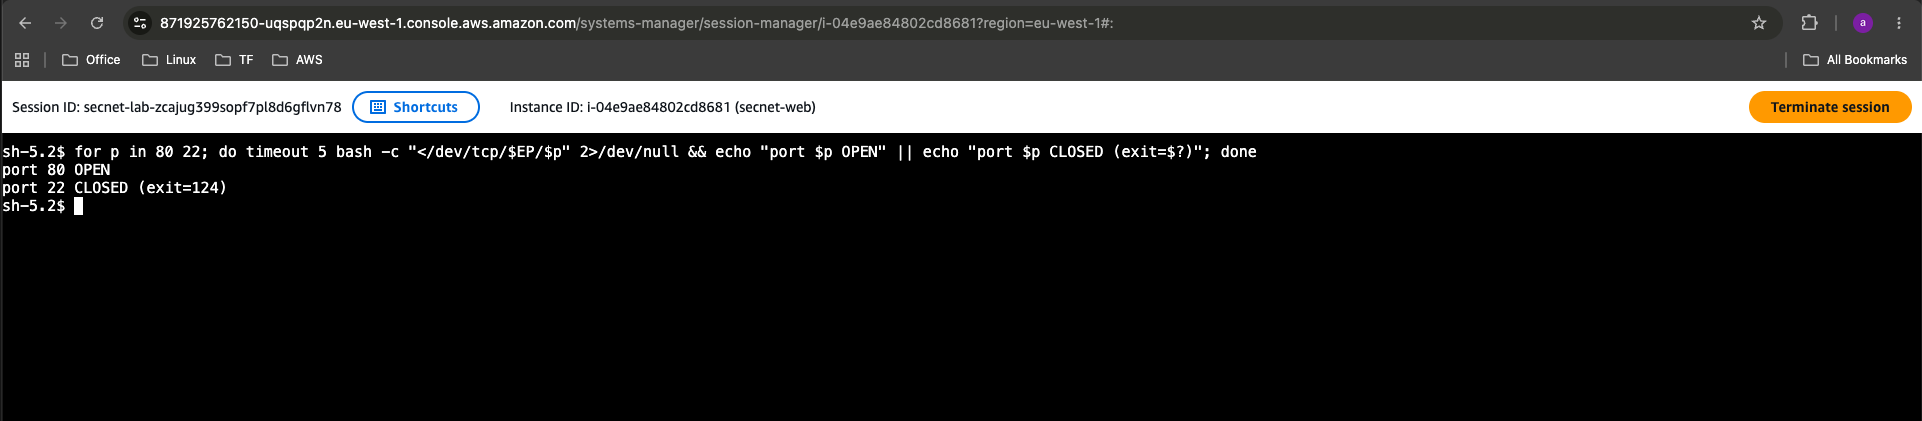 871925762150-uqspqp2n.eu-west-1.console.aws.amazon.com/systems-manager/session-manager/i-04e9ae84802cd8681?region=eu-west-1#:
a
Office Linux TF AWS All Bookmarks
Session ID: secnet-lab-zcajug399sopf7pl8d6gflvn78 Shortcuts Instance ID: i-04e9ae84802cd8681 (secnet-web) Terminate session
sh-5.2$ for p in 80 22; do timeout 5 bash -c "</dev/tcp/$EP/$p" 2>/dev/null && echo "port $p OPEN" || echo "port $p CLOSED (exit=$?)"; done
port 80 OPEN
port 22 CLOSED (exit=124)
sh-5.2$